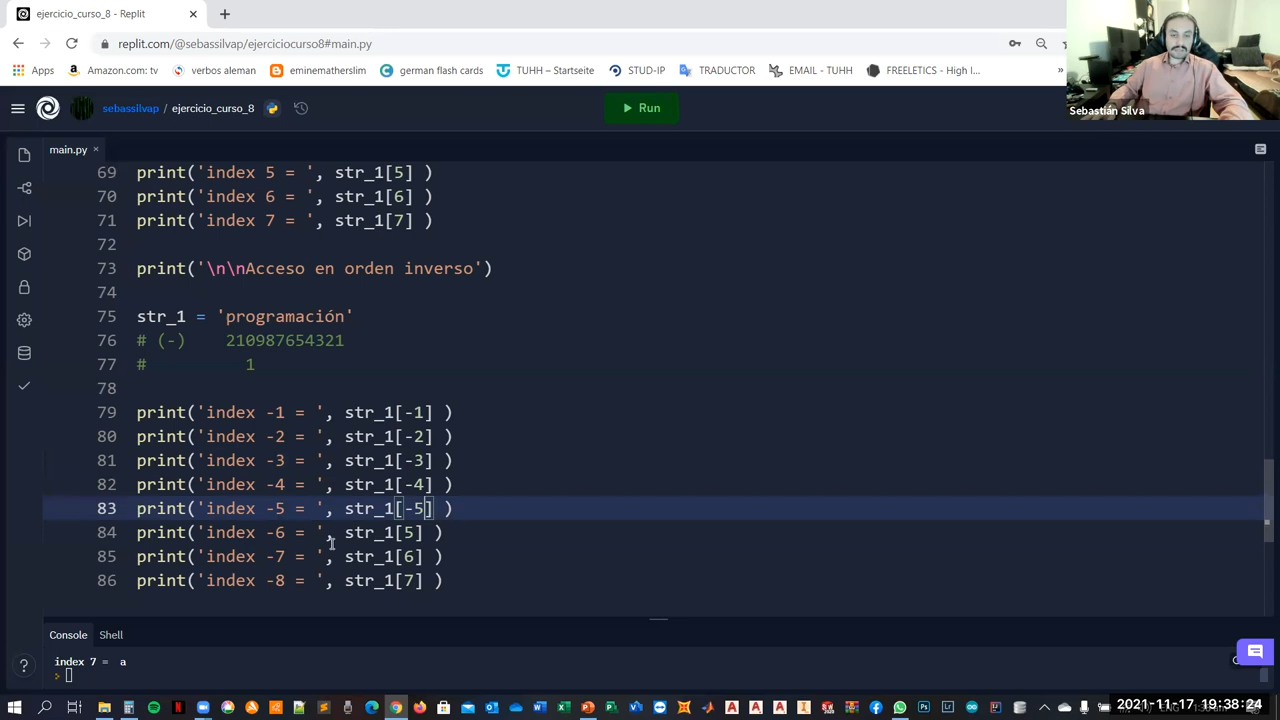 ejercicio_curso_8 - Replit
replit.com/@sebassilvap/ejerciciocurso8#main.py
Apps
Amazon.com: tv
verbos aleman
eminematherslim
german flash cards
TUHH – Startseite
STUD-IP
TRADUCTOR
EMAIL - TUHH
FREELETICS - High I...
»
Sebastián Silva
sebassilvap / ejercicio_curso_8
Run
main.py
69 print('index 5 = ', str_1[5] )
70 print('index 6 = ', str_1[6] )
71 print('index 7 = ', str_1[7] )
72
73 print('\n\nAcceso en orden inverso')
74
75 str_1 = 'programación'
76 # (-)    210987654321
77 #          1
78
79 print('index -1 = ', str_1[-1] )
80 print('index -2 = ', str_1[-2] )
81 print('index -3 = ', str_1[-3] )
82 print('index -4 = ', str_1[-4] )
83 print('index -5 = ', str_1[-5] )
84 print('index -6 = ', str_1[5] )
85 print('index -7 = ', str_1[6] )
86 print('index -8 = ', str_1[7] )
Console
Shell
index 7 =  a
>
2021-11-17 19:38:24